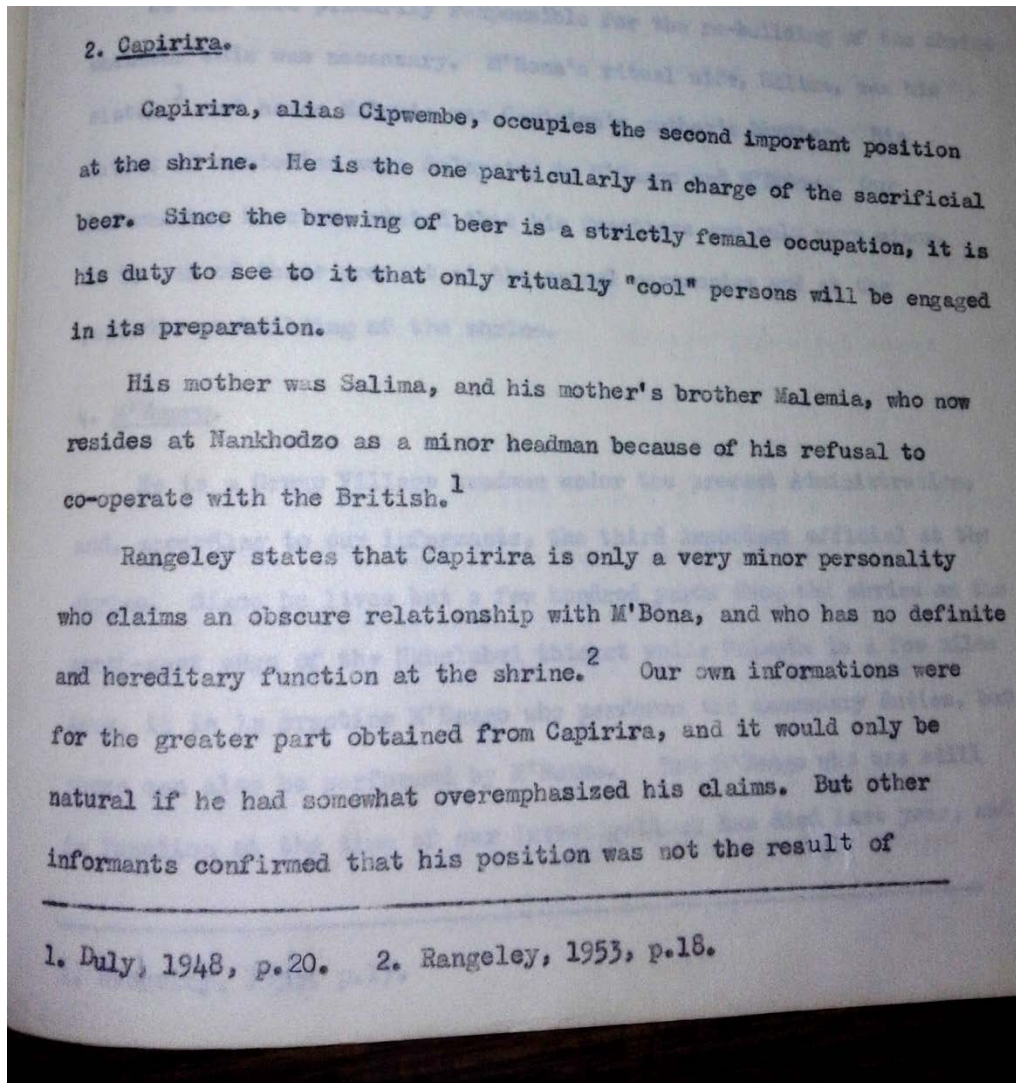 2. Capirira.
Capirira, alias Cipwembe, occupies the second important position
at the shrine. He is the one particularly in charge of the sacrificial
beer. Since the brewing of beer is a strictly female occupation, it is
his duty to see to it that only ritually "cool" persons will be engaged
in its preparation.
His mother was Salima, and his mother's brother Malemia, who now
resides at Nankhodzo as a minor headman because of his refusal to
co-operate with the British.1
Rangeley states that Capirira is only a very minor personality
who claims an obscure relationship with M'Bona, and who has no definite
and hereditary function at the shrine.2 Our own informations were
for the greater part obtained from Capirira, and it would only be
natural if he had somewhat overemphasized his claims. But other
informants confirmed that his position was not the result of
1. Duly, 1948, p.20. 2. Rangeley, 1953, p.18.